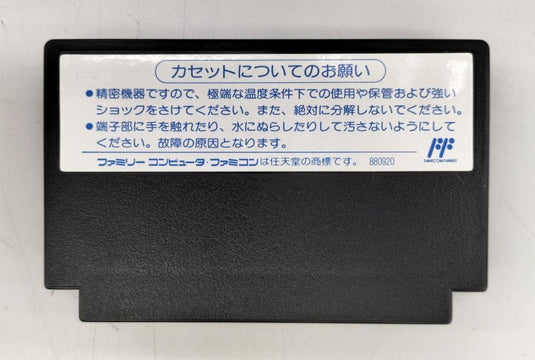 カセットについてのお願い
●精密機器ですので、極端な温度条件下での使用や保管および強い
ショックをさけてください。また、絶対に分解しないでください。
●端子部に手を触れたり、水にぬらしたりして汚さないようにして
ください。故障の原因となります。
ファミリー コンピュータ・ファミコンは任天堂の商標です。 880920
FAMICOM FAMILY